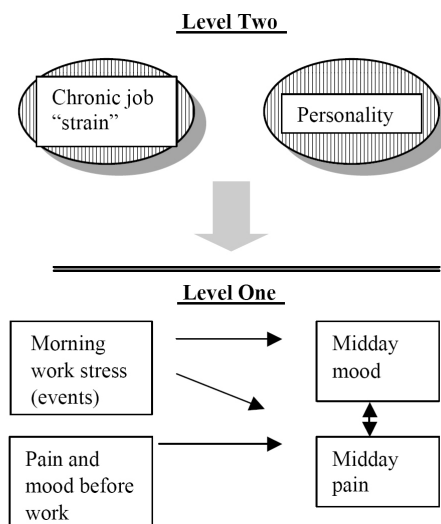 Level Two
Chronic job
“strain”
Personality
Level One
Morning
work stress
(events)
Midday
mood
Pain and
mood before
work
Midday
pain